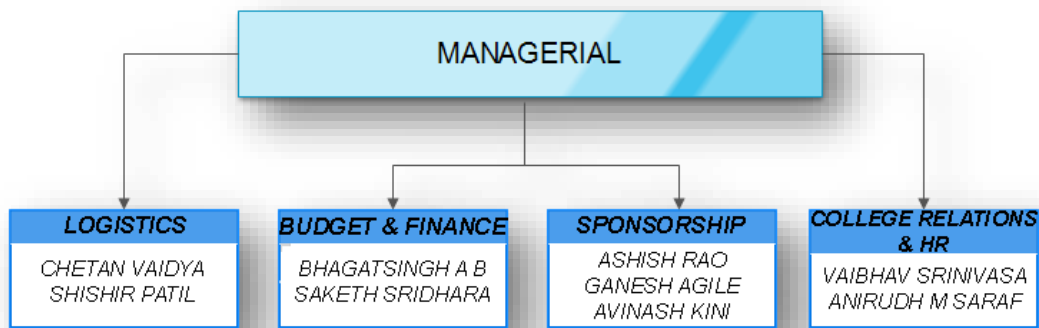 MANAGERIAL
LOGISTICS
CHETAN VAIDYA
SHISHIR PATIL
BUDGET & FINANCE
BHAGATSINGH A B
SAKETH SRIDHARA
SPONSORSHIP
ASHISH RAO
GANESH AGILE
AVINASH KINI
COLLEGE RELATIONS
& HR
VAIBHAV SRINIVASA
ANIRUDH M SARAF